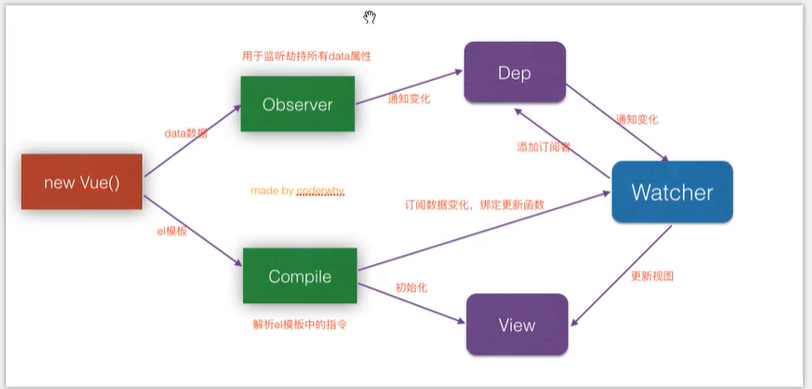 用于监听劫持所有data属性
Observer
Dep
通知变化
通知变化
data数据
添加订阅者
new Vue()
made by coderwhy
Watcher
订阅数据变化，绑定更新函数
el模板
Compile
初始化
更新视图
解析el模板中的指令
View